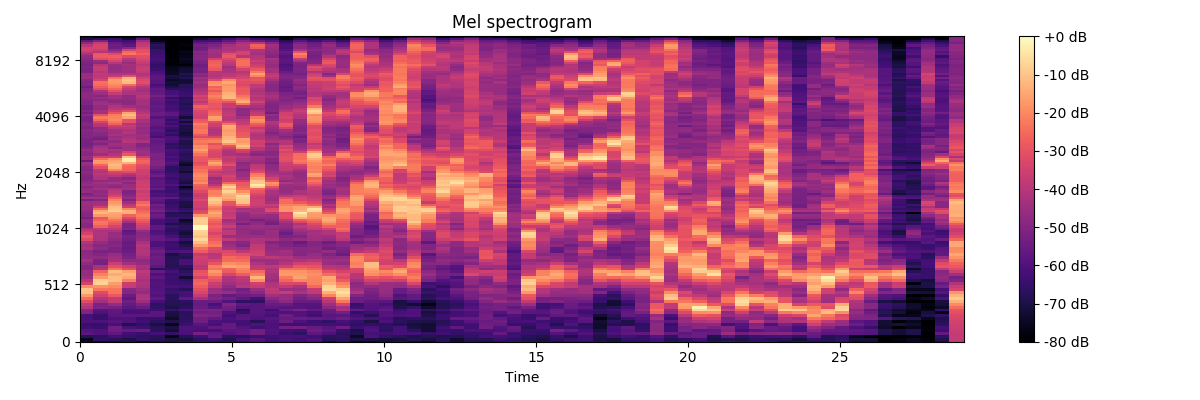 Mel spectrogram
8192
4096
2048
1024
512
0
Hz
0 5 10 15 20 25
Time
+0 dB
-10 dB
-20 dB
-30 dB
-40 dB
-50 dB
-60 dB
-70 dB
-80 dB